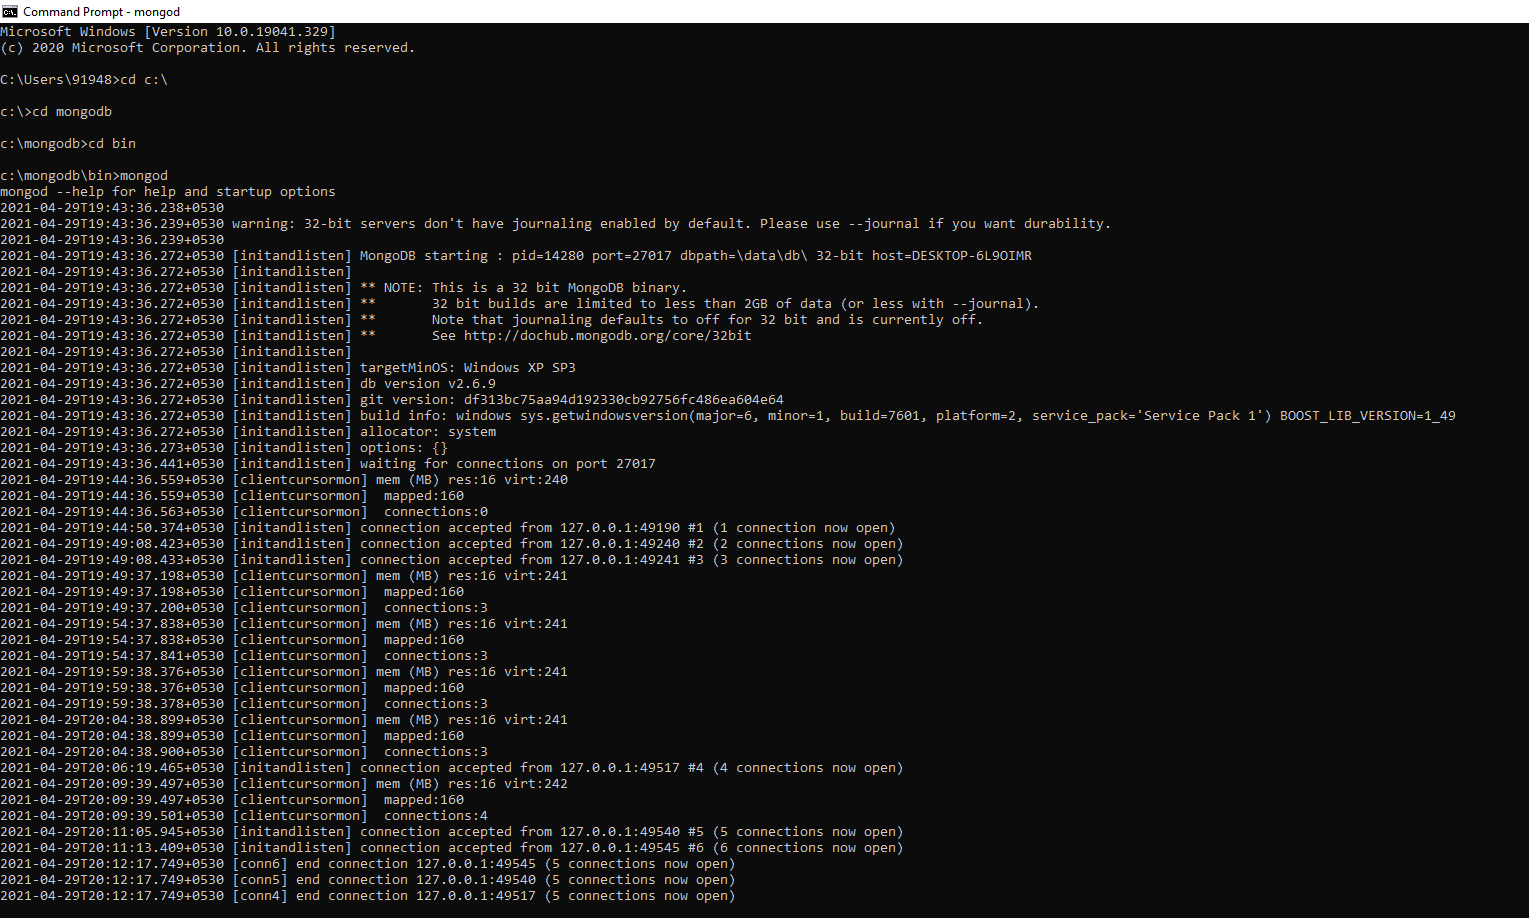 Command Prompt - mongod
Microsoft Windows [Version 10.0.19041.329]
(c) 2020 Microsoft Corporation. All rights reserved.
C:\Users\91948>cd c:\
c:\>cd mongodb
c:\mongodb>cd bin
c:\mongodb\bin>mongod
mongod --help for help and startup options
2021-04-29T19:43:36.238+0530
2021-04-29T19:43:36.239+0530 warning: 32-bit servers don't have journaling enabled by default. Please use --journal if you want durability.
2021-04-29T19:43:36.239+0530
2021-04-29T19:43:36.272+0530 [initandlisten] MongoDB starting : pid=14280 port=27017 dbpath=\data\db\ 32-bit host=DESKTOP-6L9OIMR
2021-04-29T19:43:36.272+0530 [initandlisten]
2021-04-29T19:43:36.272+0530 [initandlisten] ** NOTE: This is a 32 bit MongoDB binary.
2021-04-29T19:43:36.272+0530 [initandlisten] **       32 bit builds are limited to less than 2GB of data (or less with --journal).
2021-04-29T19:43:36.272+0530 [initandlisten] **       Note that journaling defaults to off for 32 bit and is currently off.
2021-04-29T19:43:36.272+0530 [initandlisten] **       See http://dochub.mongodb.org/core/32bit
2021-04-29T19:43:36.272+0530 [initandlisten]
2021-04-29T19:43:36.272+0530 [initandlisten] targetMinOS: Windows XP SP3
2021-04-29T19:43:36.272+0530 [initandlisten] db version v2.6.9
2021-04-29T19:43:36.272+0530 [initandlisten] git version: df313bc75aa94d192330cb92756fc486ea604e64
2021-04-29T19:43:36.272+0530 [initandlisten] build info: windows sys.getwindowsversion(major=6, minor=1, build=7601, platform=2, service_pack='Service Pack 1') BOOST_LIB_VERSION=1_49
2021-04-29T19:43:36.272+0530 [initandlisten] allocator: system
2021-04-29T19:43:36.273+0530 [initandlisten] options: {}
2021-04-29T19:43:36.441+0530 [initandlisten] waiting for connections on port 27017
2021-04-29T19:44:36.559+0530 [clientcursormon] mem (MB) res:16 virt:240
2021-04-29T19:44:36.559+0530 [clientcursormon]  mapped:160
2021-04-29T19:44:36.563+0530 [clientcursormon]  connections:0
2021-04-29T19:44:50.374+0530 [initandlisten] connection accepted from 127.0.0.1:49190 #1 (1 connection now open)
2021-04-29T19:49:08.423+0530 [initandlisten] connection accepted from 127.0.0.1:49240 #2 (2 connections now open)
2021-04-29T19:49:08.433+0530 [initandlisten] connection accepted from 127.0.0.1:49241 #3 (3 connections now open)
2021-04-29T19:49:37.198+0530 [clientcursormon] mem (MB) res:16 virt:241
2021-04-29T19:49:37.198+0530 [clientcursormon]  mapped:160
2021-04-29T19:49:37.200+0530 [clientcursormon]  connections:3
2021-04-29T19:54:37.838+0530 [clientcursormon] mem (MB) res:16 virt:241
2021-04-29T19:54:37.838+0530 [clientcursormon]  mapped:160
2021-04-29T19:54:37.841+0530 [clientcursormon]  connections:3
2021-04-29T19:59:38.376+0530 [clientcursormon] mem (MB) res:16 virt:241
2021-04-29T19:59:38.376+0530 [clientcursormon]  mapped:160
2021-04-29T19:59:38.378+0530 [clientcursormon]  connections:3
2021-04-29T20:04:38.899+0530 [clientcursormon] mem (MB) res:16 virt:241
2021-04-29T20:04:38.899+0530 [clientcursormon]  mapped:160
2021-04-29T20:04:38.900+0530 [clientcursormon]  connections:3
2021-04-29T20:06:19.465+0530 [initandlisten] connection accepted from 127.0.0.1:49517 #4 (4 connections now open)
2021-04-29T20:09:39.497+0530 [clientcursormon] mem (MB) res:16 virt:242
2021-04-29T20:09:39.497+0530 [clientcursormon]  mapped:160
2021-04-29T20:09:39.501+0530 [clientcursormon]  connections:4
2021-04-29T20:11:05.945+0530 [initandlisten] connection accepted from 127.0.0.1:49540 #5 (5 connections now open)
2021-04-29T20:11:13.409+0530 [initandlisten] connection accepted from 127.0.0.1:49545 #6 (6 connections now open)
2021-04-29T20:12:17.749+0530 [conn6] end connection 127.0.0.1:49545 (5 connections now open)
2021-04-29T20:12:17.749+0530 [conn5] end connection 127.0.0.1:49540 (5 connections now open)
2021-04-29T20:12:17.749+0530 [conn4] end connection 127.0.0.1:49517 (5 connections now open)